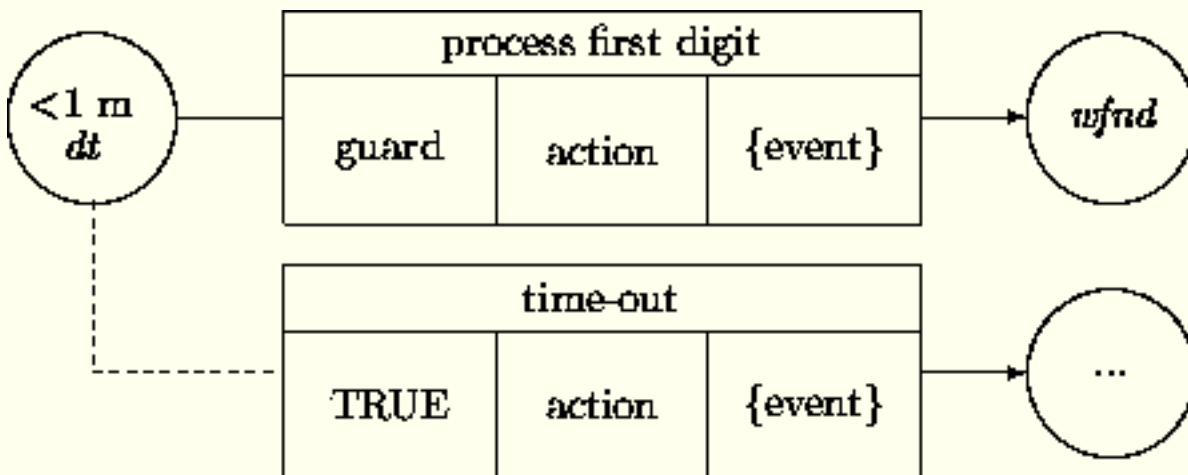 process first digit
<1 m
dt
guard
action
{event}
wfnd
time-out
TRUE
action
{event}
...